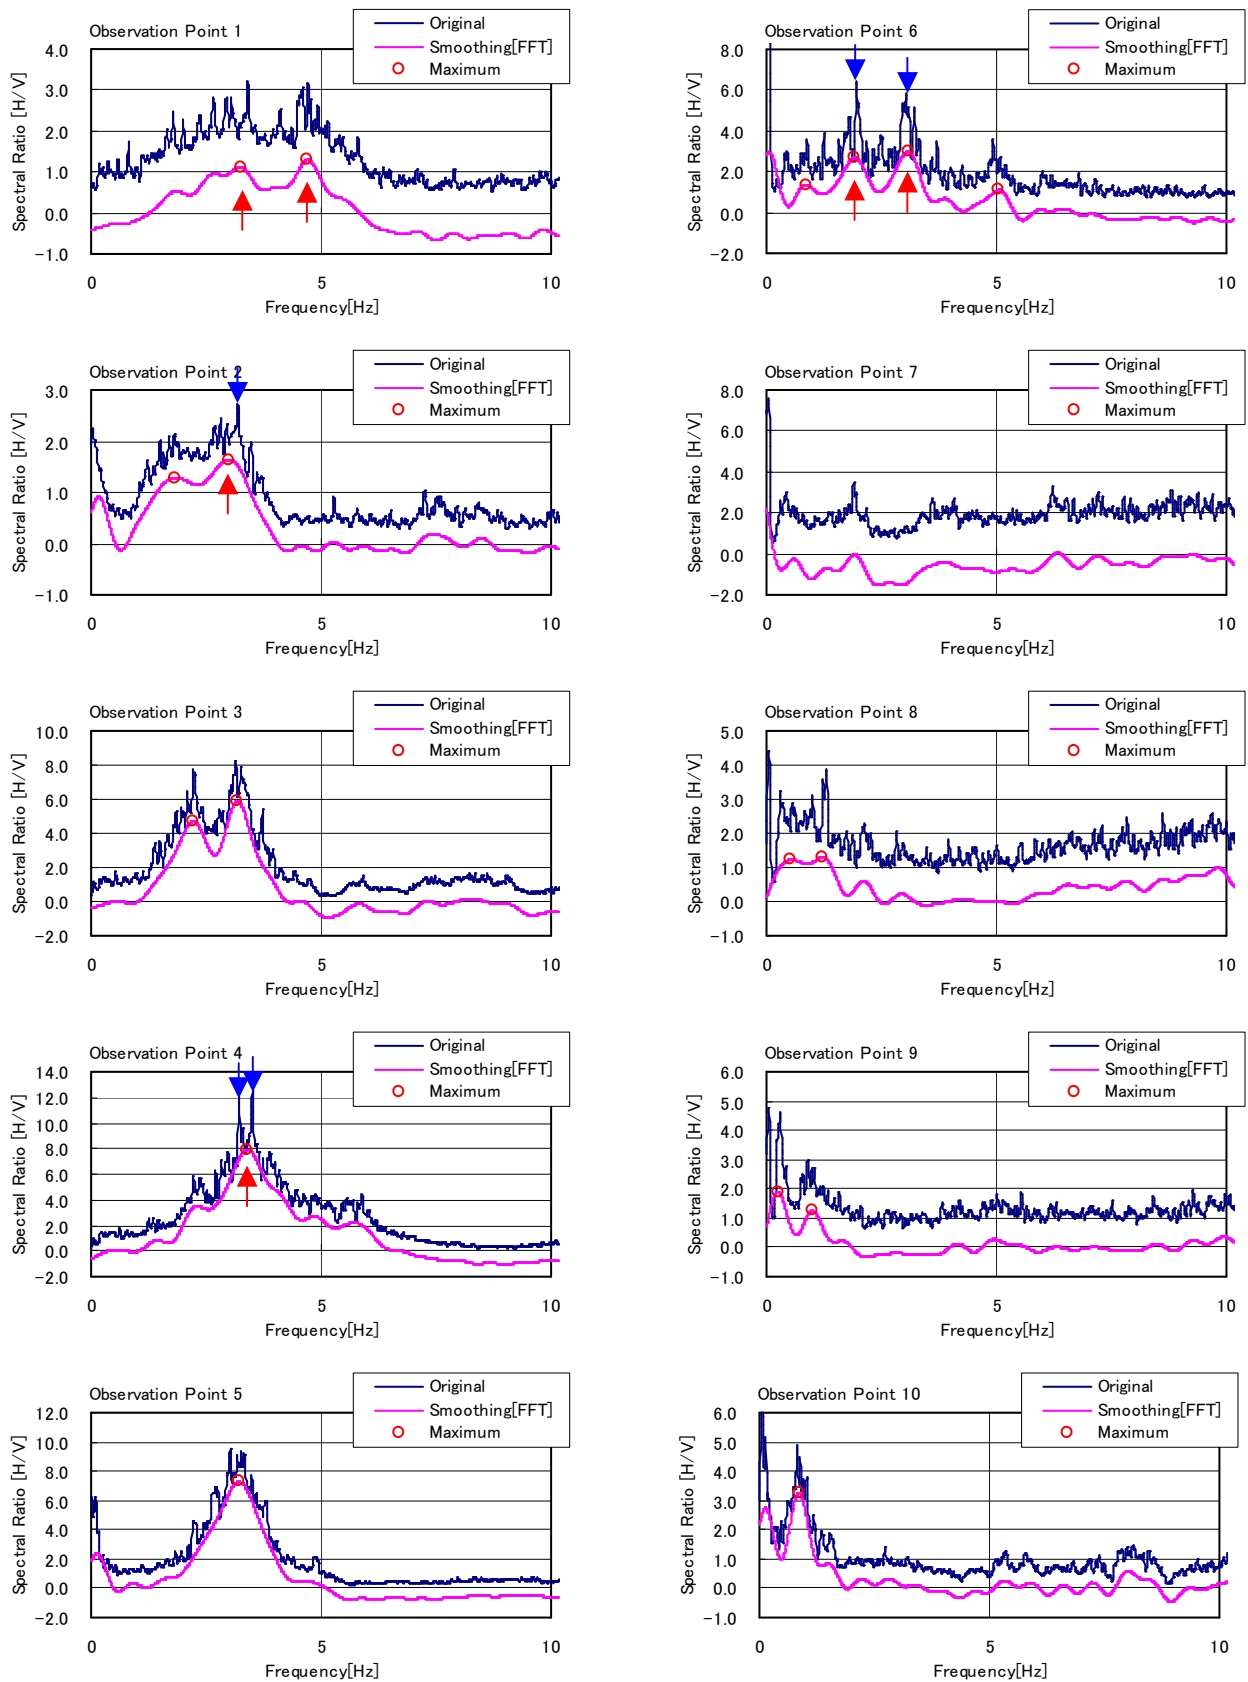 Observation Point 1
Original
Smoothing[FFT]
Maximum
Spectral Ratio [H/V]
4.0
3.0
2.0
1.0
0.0
-1.0
0
5
10
Frequency[Hz]
Observation Point 6
Original
Smoothing[FFT]
Maximum
Spectral Ratio [H/V]
8.0
6.0
4.0
2.0
0.0
-2.0
0
5
10
Frequency[Hz]
Observation Point 2
Original
Smoothing[FFT]
Maximum
Spectral Ratio [H/V]
3.0
2.0
1.0
0.0
-1.0
0
5
10
Frequency[Hz]
Observation Point 7
Original
Smoothing[FFT]
Maximum
Spectral Ratio [H/V]
8.0
6.0
4.0
2.0
0.0
-2.0
0
5
10
Frequency[Hz]
Observation Point 3
Original
Smoothing[FFT]
Maximum
Spectral Ratio [H/V]
10.0
8.0
6.0
4.0
2.0
0.0
-2.0
0
5
10
Frequency[Hz]
Observation Point 8
Original
Smoothing[FFT]
Maximum
Spectral Ratio [H/V]
5.0
4.0
3.0
2.0
1.0
0.0
-1.0
0
5
10
Frequency[Hz]
Observation Point 4
Original
Smoothing[FFT]
Maximum
Spectral Ratio [H/V]
14.0
12.0
10.0
8.0
6.0
4.0
2.0
0.0
-2.0
0
5
10
Frequency[Hz]
Observation Point 9
Original
Smoothing[FFT]
Maximum
Spectral Ratio [H/V]
6.0
5.0
4.0
3.0
2.0
1.0
0.0
-1.0
0
5
10
Frequency[Hz]
Observation Point 5
Original
Smoothing[FFT]
Maximum
Spectral Ratio [H/V]
12.0
10.0
8.0
6.0
4.0
2.0
0.0
-2.0
0
5
10
Frequency[Hz]
Observation Point 10
Original
Smoothing[FFT]
Maximum
Spectral Ratio [H/V]
6.0
5.0
4.0
3.0
2.0
1.0
0.0
-1.0
0
5
10
Frequency[Hz]